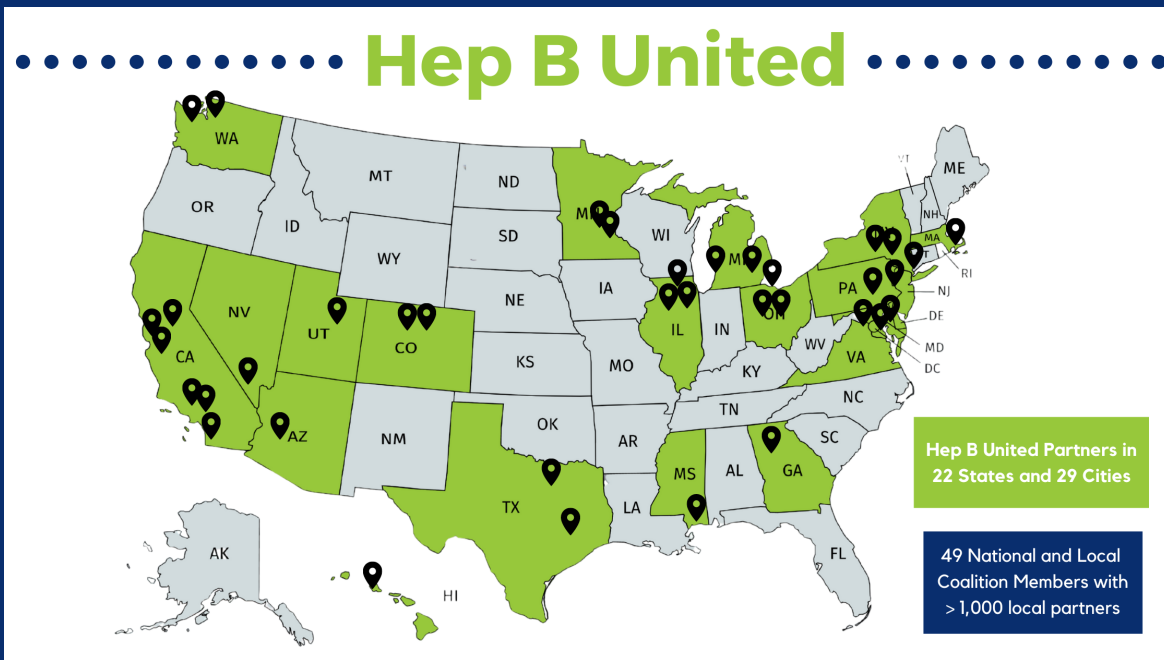 Hep B United
WA
MT
ND
VT
ME
OR
ID
SD
WI
NH
MA
WY
MI
RI
NE
IA
PA
NJ
NV
UT
CO
IL
IN
OH
DE
CA
KS
MO
WV
VA
MD
KY
DC
NC
TN
AZ
NM
OK
AR
SC
MS
AL
GA
Hep B United Partners in
22 States and 29 Cities
TX
LA
AK
FL
HI
49 National and Local
Coalition Members with
> 1,000 local partners